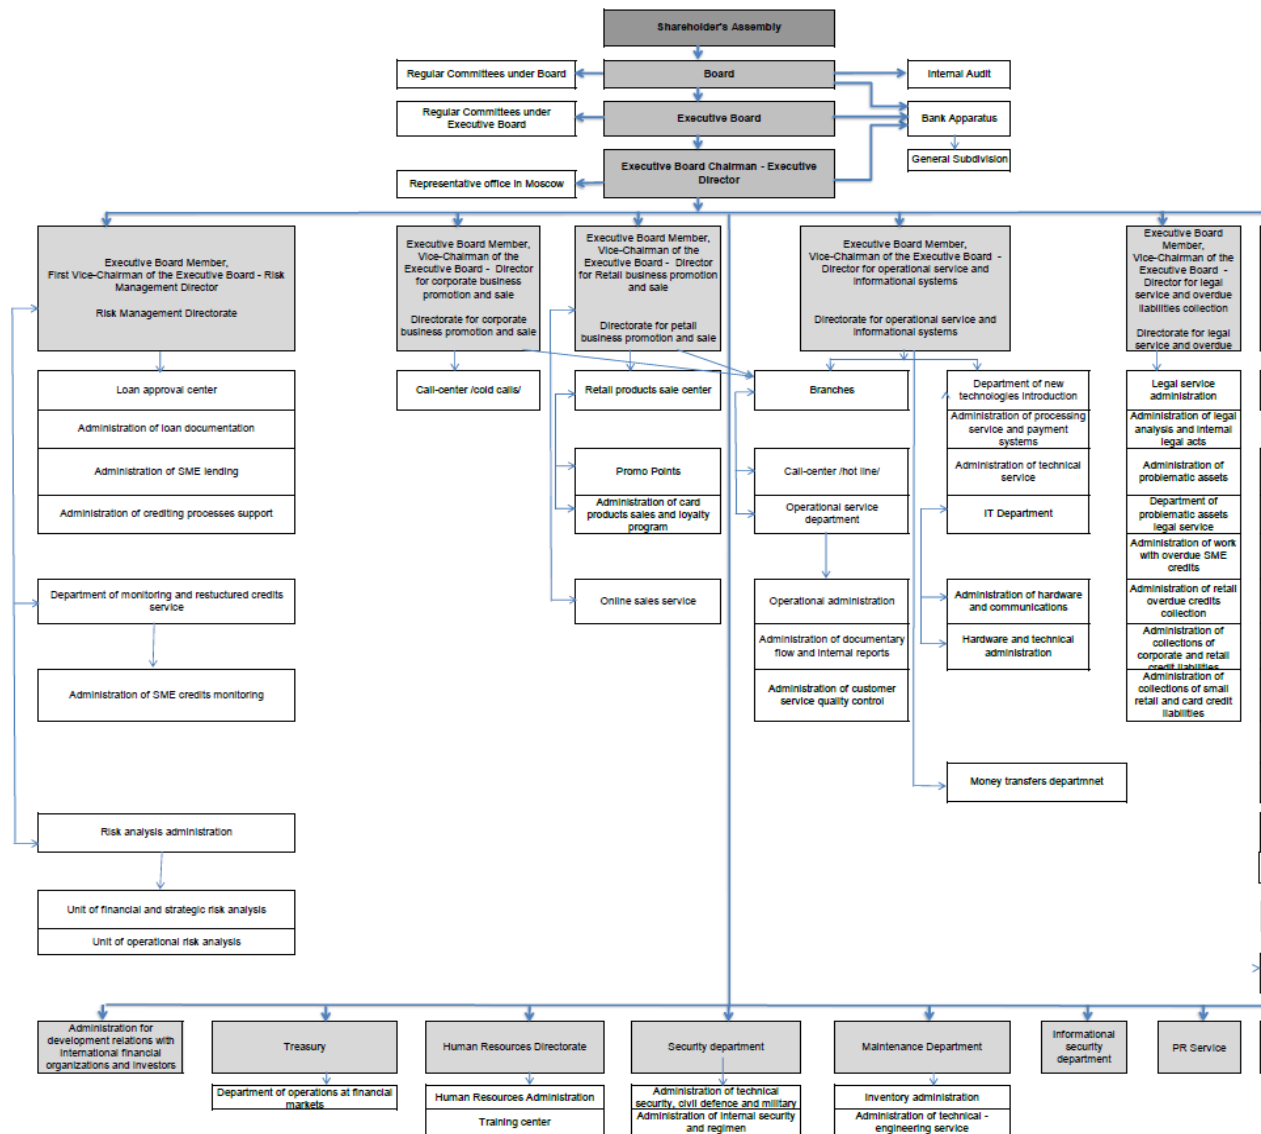 Shareholder's Assembly
Regular Committees under Board
Board
Internal Audit
Regular Committees under
Executive Board
Executive Board
Bank Apparatus
General Subdivision
Executive Board Chairman - Executive
Director
Representative office in Moscow
Executive Board Member,
First Vice-Chairman of the Executive Board - Risk
Management Director
Risk Management Directorate
Executive Board Member,
Vice-Chairman of the
Executive Board - Director
for corporate business
promotion and sale
Directorate for corporate
business promotion and sale
Executive Board Member,
Vice-Chairman of the
Executive Board - Director
for Retail business promotion
and sale
Directorate for petail
business promotion and sale
Executive Board Member,
Vice-Chairman of the Executive Board -
Director for operational service and
informational systems
Directorate for operational service and
informational systems
Executive Board
Member,
Vice-Chairman of the
Executive Board -
Director for legal
service and overdue
liabilities collection
Directorate for legal
service and overdue
Loan approval center
Administration of loan documentation
Administration of SME lending
Administration of crediting processes support
Department of monitoring and restuctured credits
service
Administration of SME credits monitoring
Risk analysis administration
Unit of financial and strategic risk analysis
Unit of operational risk analysis
Call-center /cold calls/
Retail products sale center
Promo Points
Administration of card
products sales and loyalty
program
Online sales service
Branches
Call-center /hot line/
Operational service
department
Operational administration
Administration of documentary
flow and internal reports
Administration of customer
service quality control
Department of new
technologies introduction
Administration of processing
service and payment
systems
Administration of technical
service
IT Department
Administration of hardware
and communications
Hardware and technical
administration
Money transfers departmnet
Legal service
administration
Administration of legal
analysis and internal
legal acts
Administration of
problematic assets
Department of
problematic assets
legal service
Administration of work
with overdue SME
credits
Administration of retail
overdue credits
collection
Administration of
collections of
corporate and retail
credit liabilities
Administration of
collections of small
retail and card credit
liabilities
Administration for
development relations with
international financial
organizations and investors
Treasury
Human Resources Directorate
Security department
Maintenance Department
Informational
security
department
PR Service
Department of operations at financial
markets
Human Resources Administration
Training center
Administration of technical
security, civil defence and military
Administration of internal security
and regimen
Inventory administration
Administration of technical -
engineering service